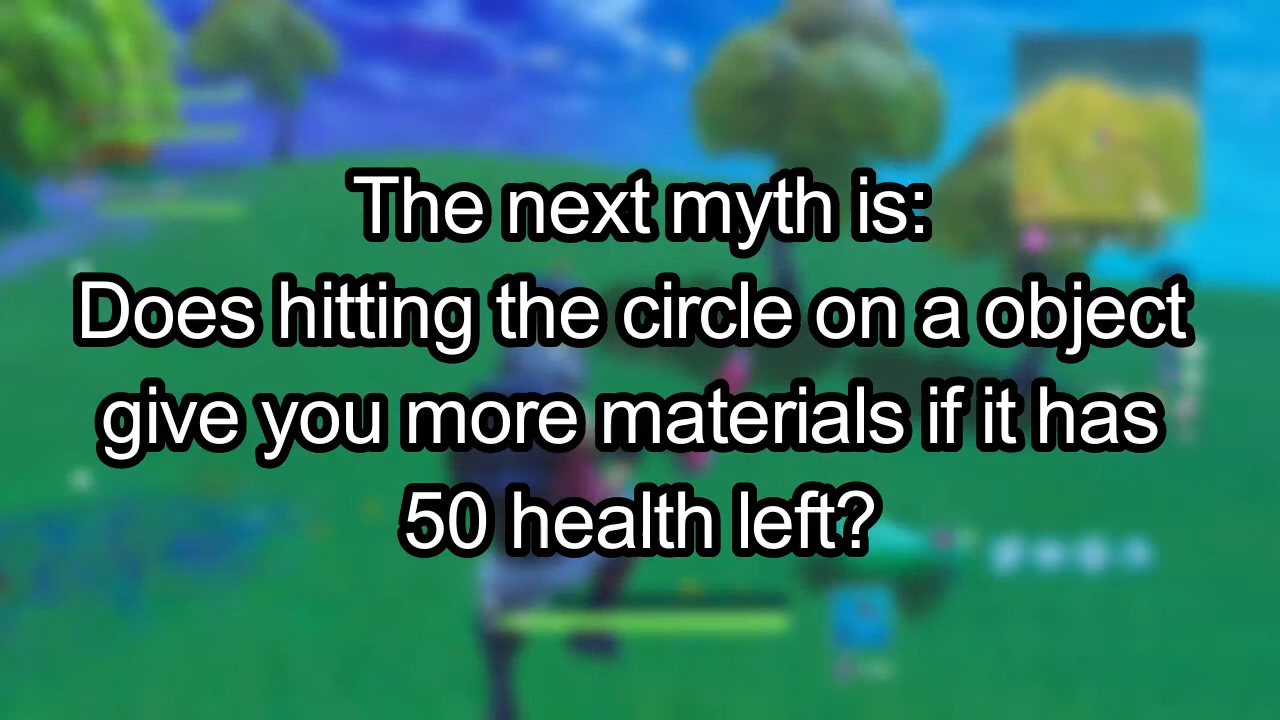 The next myth is:
Does hitting the circle on a object
give you more materials if it has
50 health left?